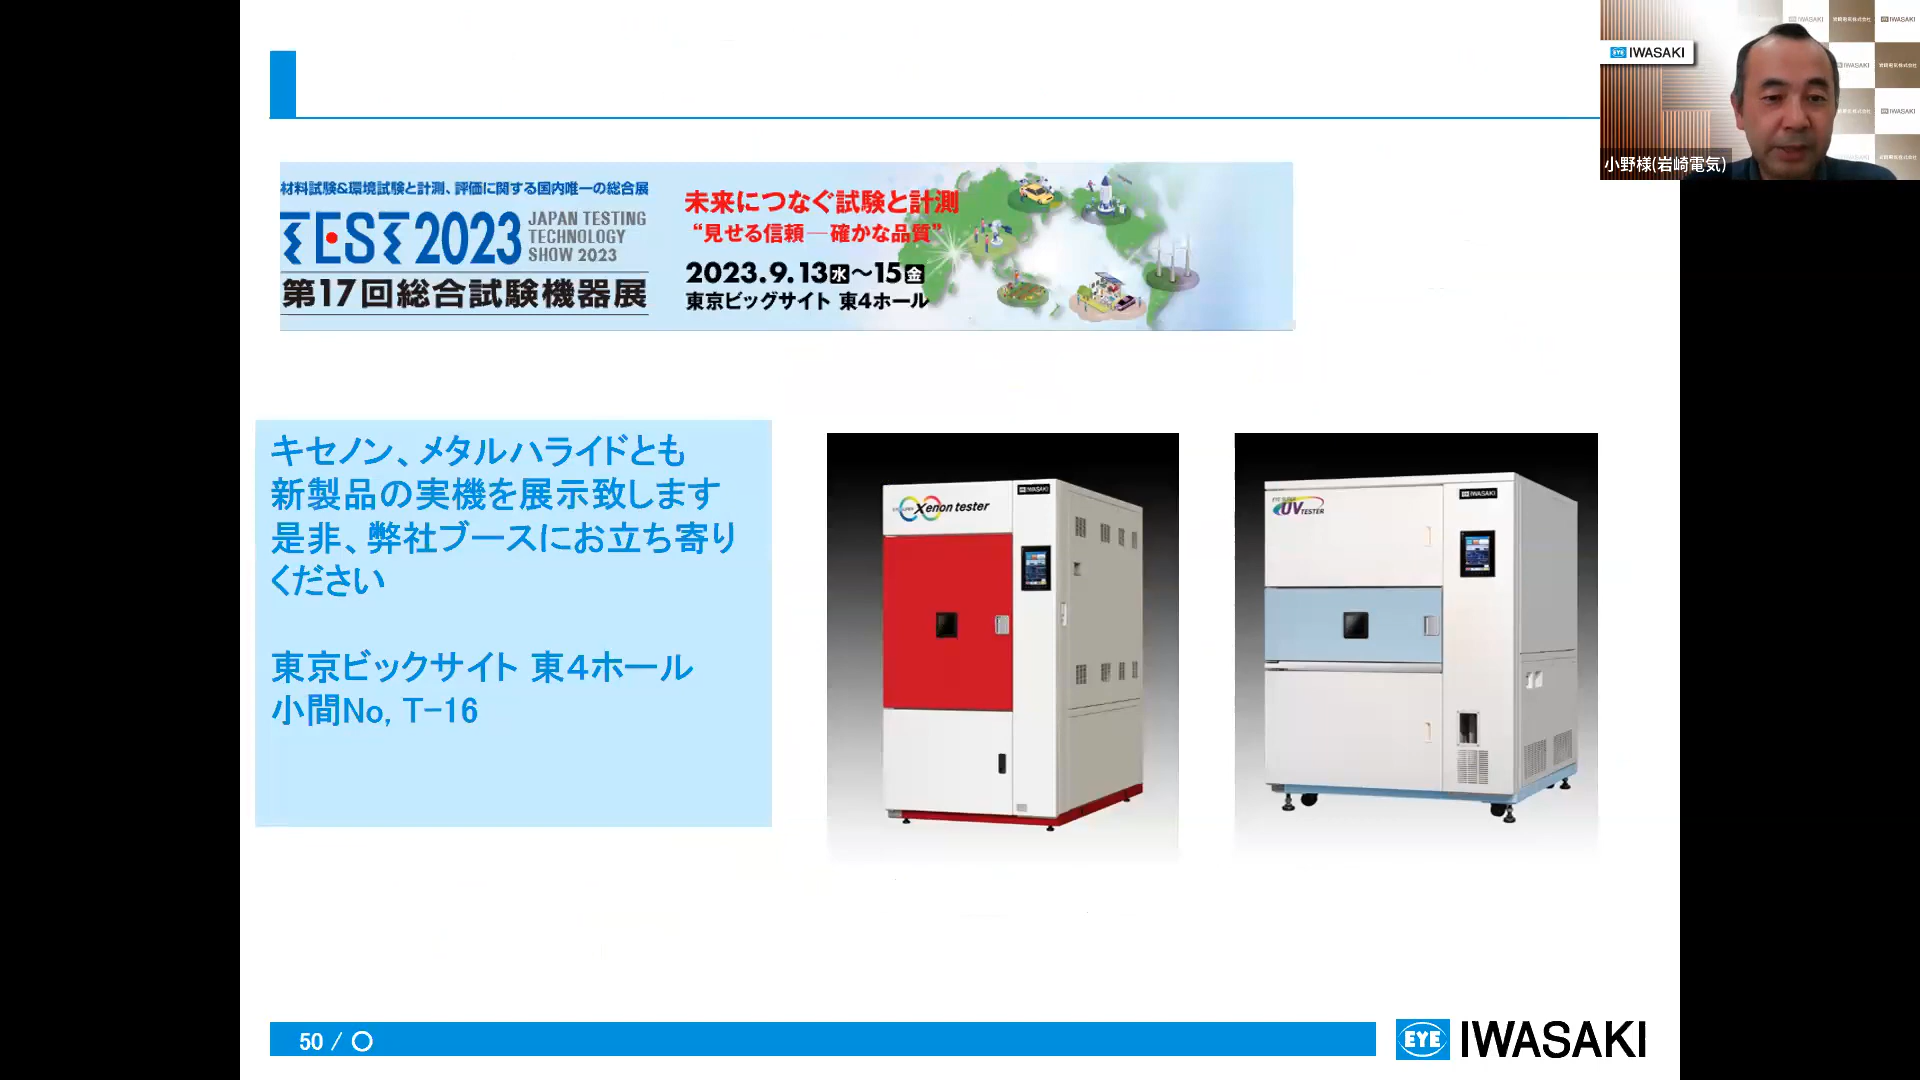 IWASAKI
小野様(岩崎電気)
材料試験&環境試験と計測、評価に関する国内唯一の総合展
TEST 2023
JAPAN TESTING
TECHNOLOGY
SHOW 2023
第17回総合試験機器展
未来につなぐ試験と計測
“見せる信頼―確かな品質”
2023.9.13水～15金
東京ビッグサイト 東4ホール
キセノン、メタルハライドとも
新製品の実機を展示致します
是非、弊社ブースにお立ち寄り
ください
東京ビックサイト 東4ホール
小間No, T-16
Xenon tester
IWASAKI
UV TESTER
IWASAKI
50 / 〇
EYE IWASAKI